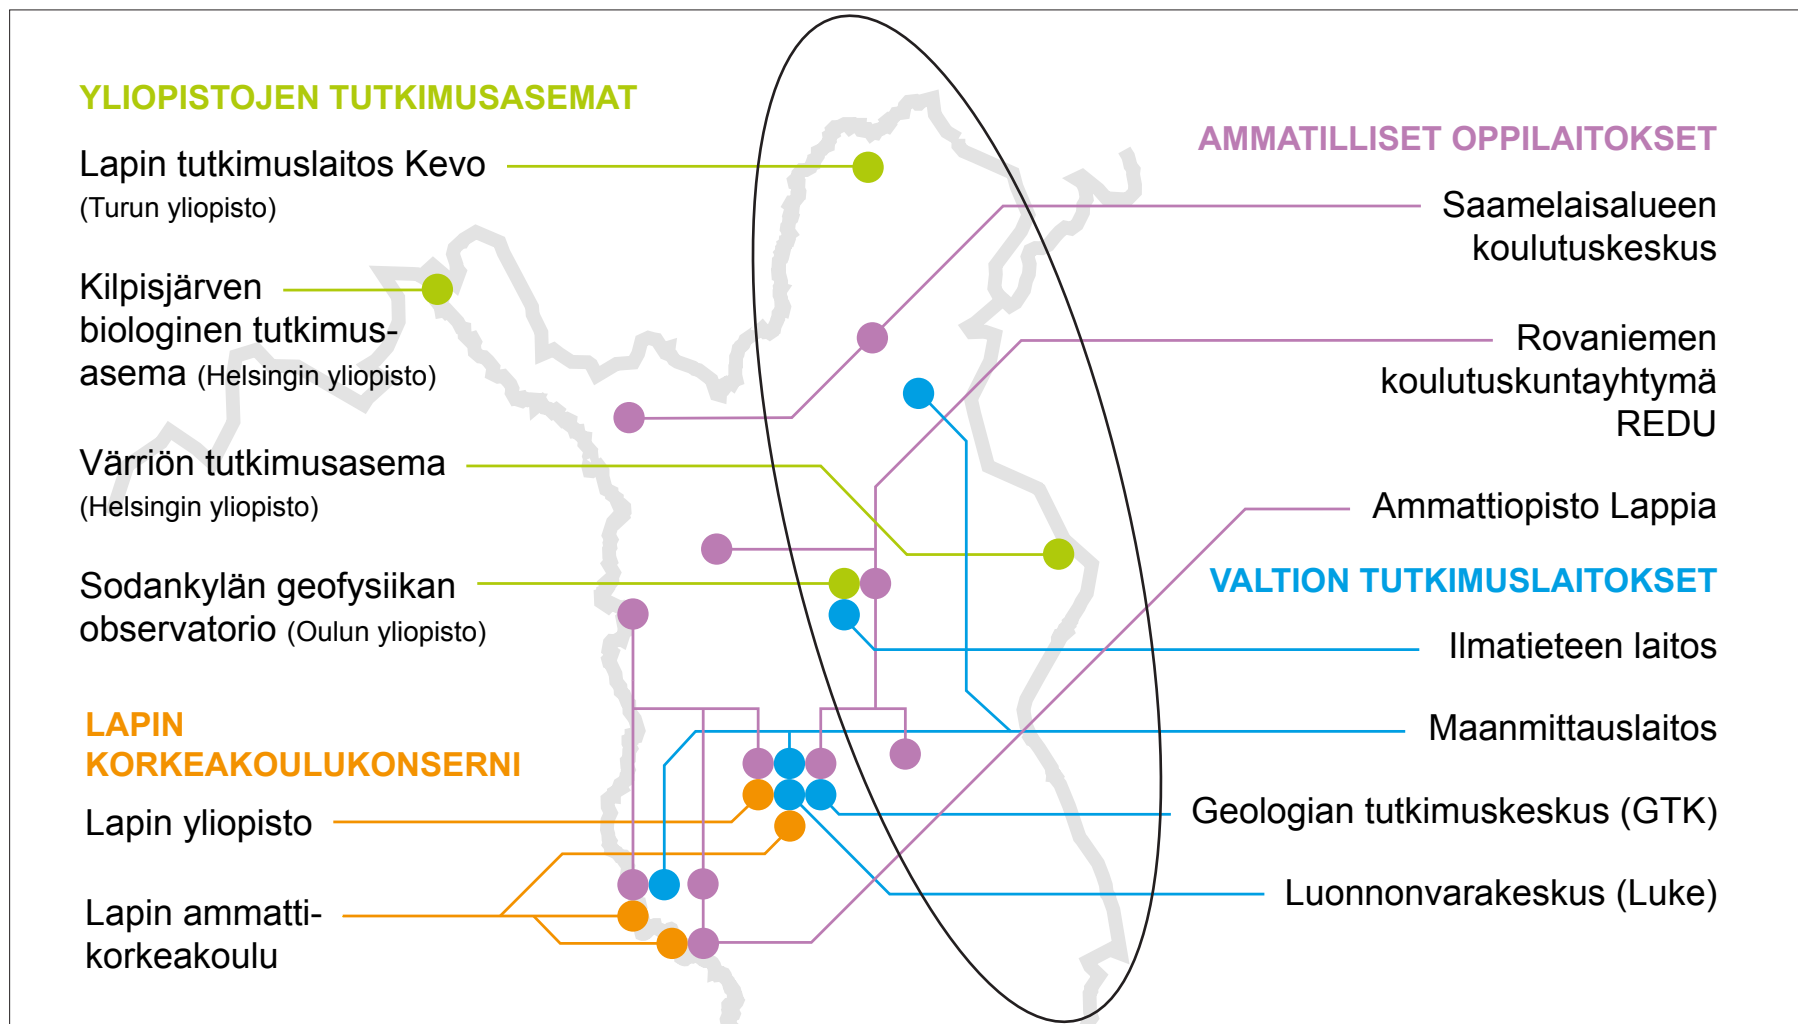 YLIOPISTOJEN TUTKIMUSASEMAT
Lapin tutkimuslaitos Kevo
(Turun yliopisto)
Kilpisjärven
biologinen tutkimus-
asema (Helsingin yliopisto)
Värriön tutkimusasema
(Helsingin yliopisto)
Sodankylän geofysiikan
observatorio (Oulun yliopisto)
LAPIN
KORKEAKOULUKONSERNI
Lapin yliopisto
Lapin ammatti-
korkeakoulu
AMMATILLISET OPPILAITOKSET
Saamelaisalueen
koulutuskeskus
Rovaniemen
koulutuskuntayhtymä
REDU
Ammattiopisto Lappia
VALTION TUTKIMUSLAITOKSET
Ilmatieteen laitos
Maanmittauslaitos
Geologian tutkimuskeskus (GTK)
Luonnonvarakeskus (Luke)